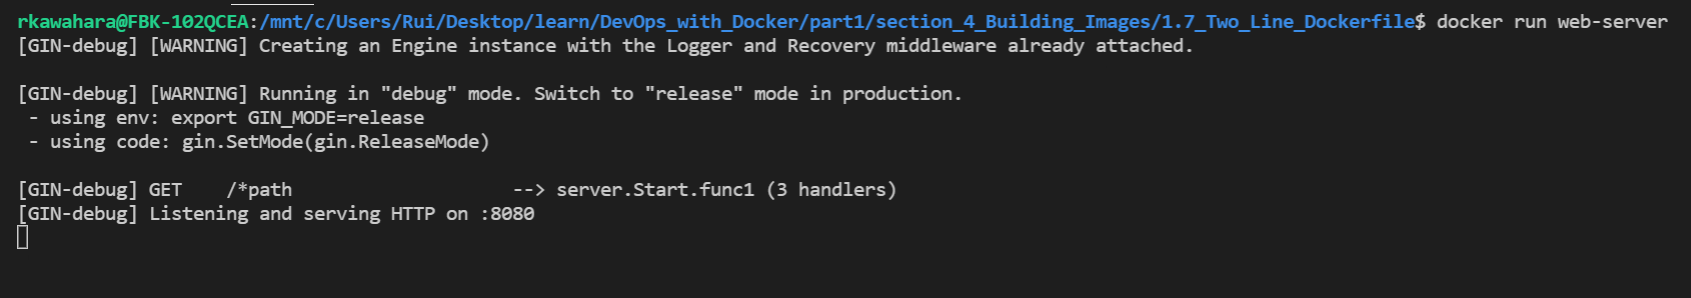 rkawahara@FBK-102QCEA:/mnt/c/Users/Rui/Desktop/learn/DevOps_with_Docker/part1/section_4_Building_Images/1.7_Two_Line_Dockerfile$ docker run web-server
[GIN-debug] [WARNING] Creating an Engine instance with the Logger and Recovery middleware already attached.
[GIN-debug] [WARNING] Running in "debug" mode. Switch to "release" mode in production.
 - using env: export GIN_MODE=release
 - using code: gin.SetMode(gin.ReleaseMode)
[GIN-debug] GET    /*path                    --> server.Start.func1 (3 handlers)
[GIN-debug] Listening and serving HTTP on :8080